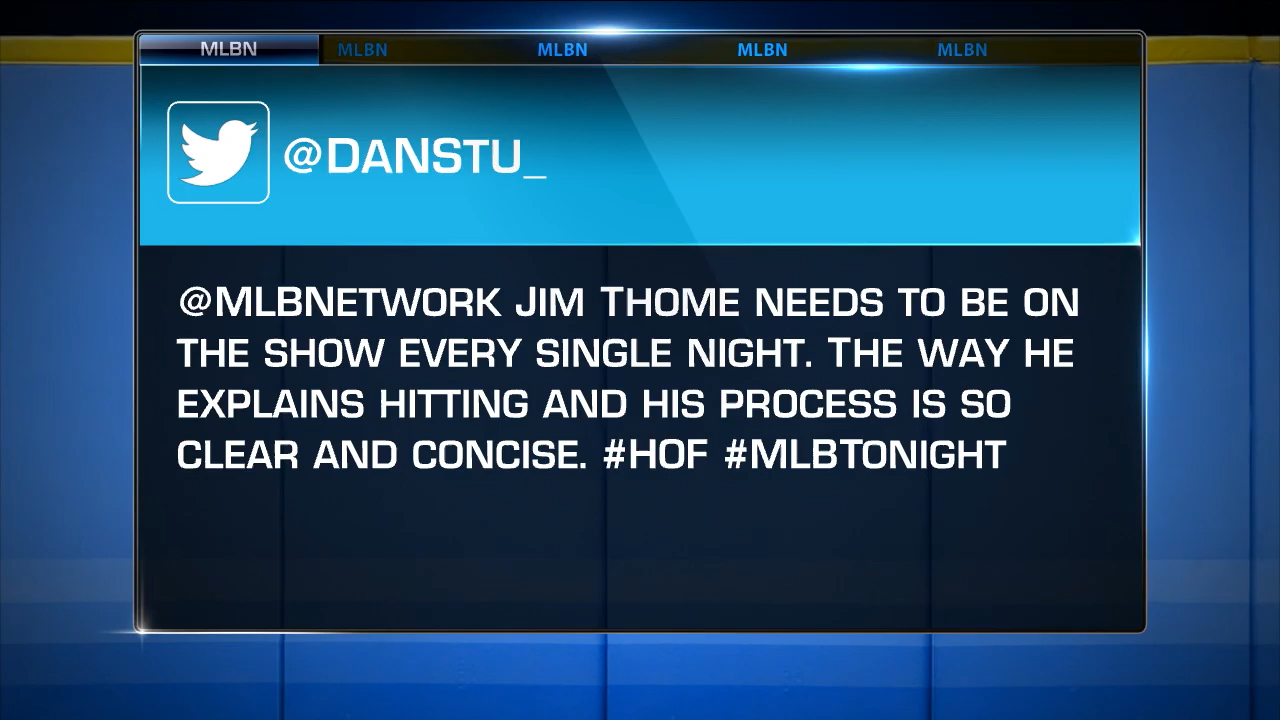 MLBN MLBN MLBN MLBN MLBN
@DANSTU_
@MLBNETWORK JIM THOME NEEDS TO BE ON
THE SHOW EVERY SINGLE NIGHT. THE WAY HE
EXPLAINS HITTING AND HIS PROCESS IS SO
CLEAR AND CONCISE. #HOF #MLBTONIGHT